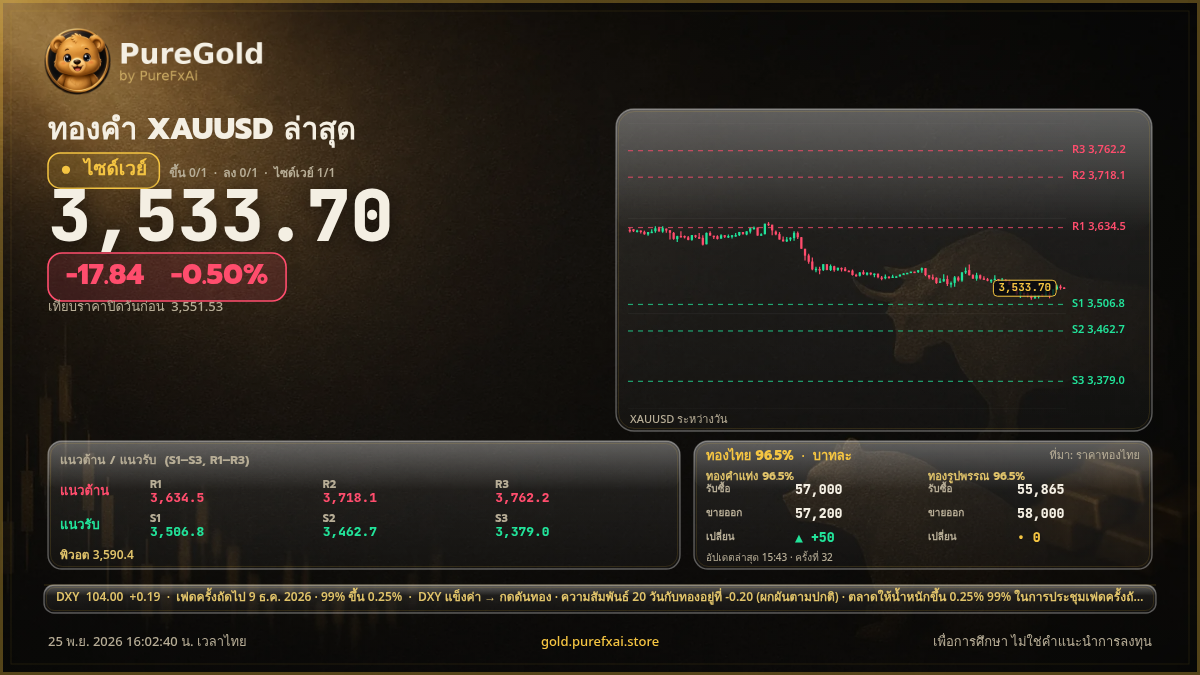 PureGold
by PureFxAi
ทองคำ XAUUSD ล่าสุด
ไซด์เวย์
ขึ้น 0/1 · ลง 0/1 · ไซด์เวย์ 1/1
3,533.70
-17.84 -0.50%
เทียบราคาปิดวันก่อน 3,551.53
R3 3,762.2
R2 3,718.1
R1 3,634.5
3,533.70
S1 3,506.8
S2 3,462.7
S3 3,379.0
XAUUSD ระหว่างวัน
แนวต้าน / แนวรับ (S1–S3, R1–R3)
R1 R2 R3
แนวต้าน 3,634.5 3,718.1 3,762.2
S1 S2 S3
แนวรับ 3,506.8 3,462.7 3,379.0
พิวอต 3,590.4
ทองไทย 96.5% · บาทละ ที่มา: ราคาทองไทย
ทองคำแท่ง 96.5% ทองรูปพรรณ 96.5%
รับซื้อ 57,000 รับซื้อ 55,865
ขายออก 57,200 ขายออก 58,000
เปลี่ยน ▲ +50 เปลี่ยน • 0
อัปเดตล่าสุด 15:43 · ครั้งที่ 32
DXY 104.00 +0.19 · เฟดครั้งถัดไป 9 ธ.ค. 2026 · 99% ขึ้น 0.25% · DXY แข็งค่า → กดดันทอง · ความสัมพันธ์ 20 วันกับทองอยู่ที่ -0.20 (ผกผันตามปกติ) · ตลาดให้น้ำหนักขึ้น 0.25% 99% ในการประชุมเฟดครั้งถั...
25 พ.ย. 2026 16:02:40 น. เวลาไทย
gold.purefxai.store
เพื่อการศึกษา ไม่ใช่คำแนะนำการลงทุน